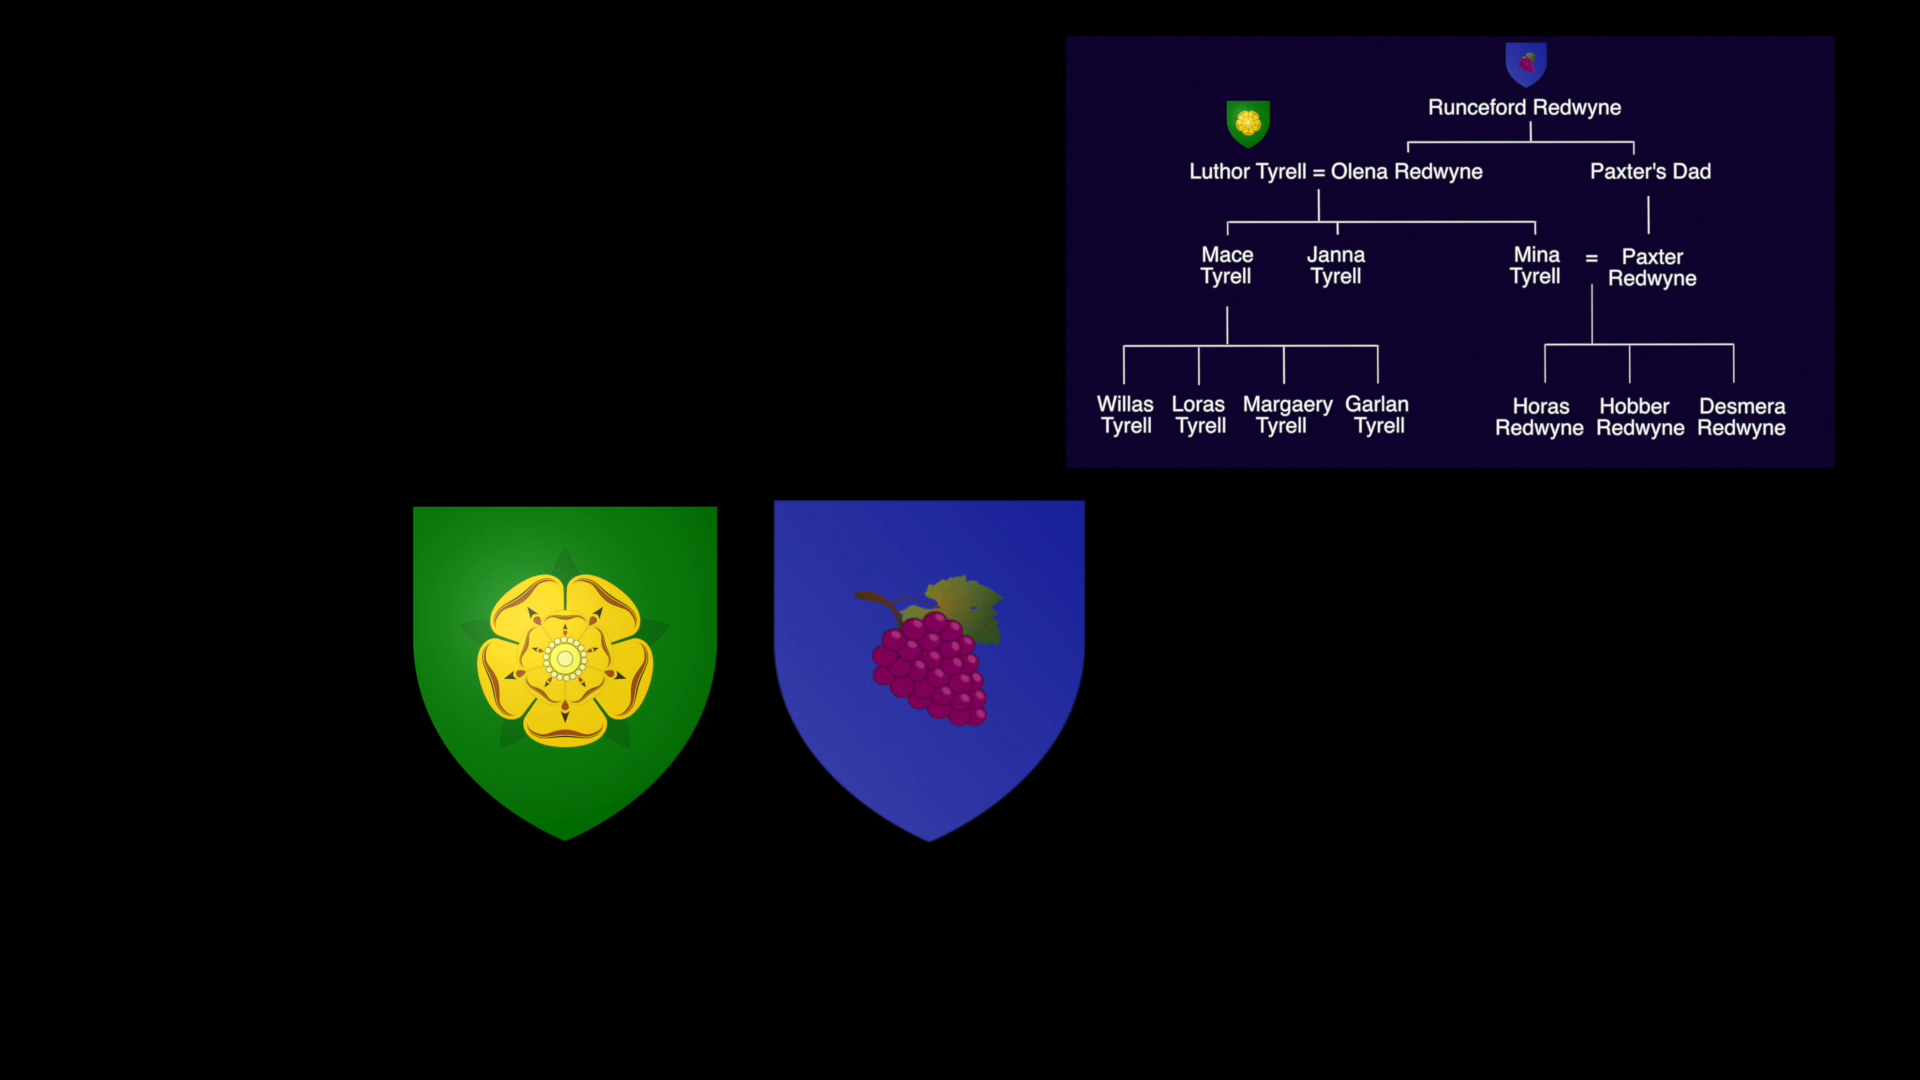 Runceford Redwyne
Luthor Tyrell = Olena Redwyne
Paxter's Dad
Mace
Tyrell
Janna
Tyrell
Mina
Tyrell
=
Paxter
Redwyne
Willas
Tyrell
Loras
Tyrell
Margaery
Tyrell
Garlan
Tyrell
Horas
Redwyne
Hobber
Redwyne
Desmera
Redwyne